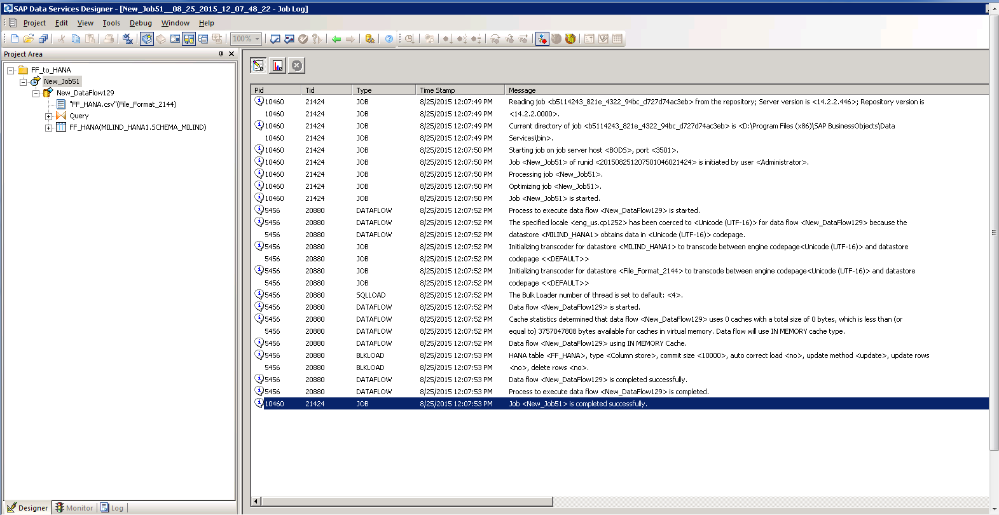 SAP Data Services Designer - [New_Job51__08_25_2015_12_07_48_22 - Job Log]
Project Edit View Tools Debug Window Help
100%
Project Area
FF_to_HANA
New_Job51
New_DataFlow129
"FF_HANA.csv"(File_Format_2144)
Query
FF_HANA(MILIND_HANA1.SCHEMA_MILIND)
Designer Monitor Log
Pid Tid Type Time Stamp Message
10460 21424 JOB 8/25/2015 12:07:49 PM Reading job <b5114243_821e_4322_94bc_d727d74ac3eb> from the repository; Server version is <14.2.2.446>; Repository version is
10460 21424 JOB 8/25/2015 12:07:49 PM <14.2.2.0000>.
10460 21424 JOB 8/25/2015 12:07:49 PM Current directory of job <b5114243_821e_4322_94bc_d727d74ac3eb> is <D:\Program Files (x86)\SAP BusinessObjects\Data
10460 21424 JOB 8/25/2015 12:07:49 PM Services\bin>.
10460 21424 JOB 8/25/2015 12:07:50 PM Starting job on job server host <BODS>, port <3501>.
10460 21424 JOB 8/25/2015 12:07:50 PM Job <New_Job51> of runid <201508251207501046021424> is initiated by user <Administrator>.
10460 21424 JOB 8/25/2015 12:07:50 PM Processing job <New_Job51>.
10460 21424 JOB 8/25/2015 12:07:50 PM Optimizing job <New_Job51>.
10460 21424 JOB 8/25/2015 12:07:50 PM Job <New_Job51> is started.
5456 20880 DATAFLOW 8/25/2015 12:07:52 PM Process to execute data flow <New_DataFlow129> is started.
5456 20880 DATAFLOW 8/25/2015 12:07:52 PM The specified locale <eng_us.cp1252> has been coerced to <Unicode (UTF-16)> for data flow <New_DataFlow129> because the
5456 20880 DATAFLOW 8/25/2015 12:07:52 PM datastore <MILIND_HANA1> obtains data in <Unicode (UTF-16)> codepage.
5456 20880 JOB 8/25/2015 12:07:52 PM Initializing transcoder for datastore <MILIND_HANA1> to transcode between engine codepage<Unicode (UTF-16)> and datastore
5456 20880 JOB 8/25/2015 12:07:52 PM codepage <<DEFAULT>>
5456 20880 JOB 8/25/2015 12:07:52 PM Initializing transcoder for datastore <File_Format_2144> to transcode between engine codepage<Unicode (UTF-16)> and datastore
5456 20880 JOB 8/25/2015 12:07:52 PM codepage <<DEFAULT>>
5456 20880 SQLLOAD 8/25/2015 12:07:52 PM The Bulk Loader number of thread is set to default: <4>.
5456 20880 DATAFLOW 8/25/2015 12:07:52 PM Data flow <New_DataFlow129> is started.
5456 20880 DATAFLOW 8/25/2015 12:07:52 PM Cache statistics determined that data flow <New_DataFlow129> uses 0 caches with a total size of 0 bytes, which is less than (or
5456 20880 DATAFLOW 8/25/2015 12:07:52 PM equal to) 3757047808 bytes available for caches in virtual memory. Data flow will use IN MEMORY cache type.
5456 20880 DATAFLOW 8/25/2015 12:07:52 PM Data flow <New_DataFlow129> using IN MEMORY Cache.
5456 20880 BLKLOAD 8/25/2015 12:07:53 PM HANA table <FF_HANA>, type <Column store>, commit size <10000>, auto correct load <no>, update method <update>, update rows
5456 20880 BLKLOAD 8/25/2015 12:07:53 PM <no>, delete rows <no>.
5456 20880 DATAFLOW 8/25/2015 12:07:53 PM Data flow <New_DataFlow129> is completed successfully.
5456 20880 DATAFLOW 8/25/2015 12:07:53 PM Process to execute data flow <New_DataFlow129> is completed.
10460 21424 JOB 8/25/2015 12:07:53 PM Job <New_Job51> is completed successfully.